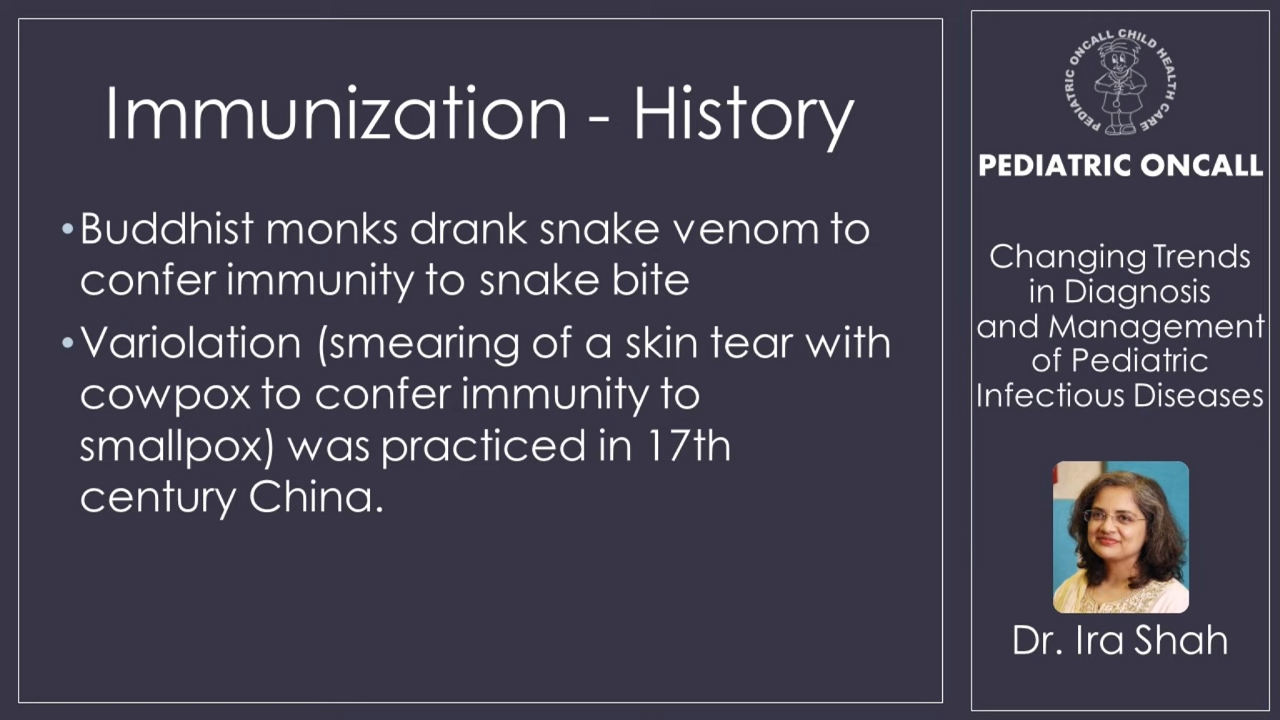 Immunization - History
•Buddhist monks drank snake venom to
confer immunity to snake bite
•Variolation (smearing of a skin tear with
cowpox to confer immunity to
smallpox) was practiced in 17th
century China.
PEDIATRIC ONCALL CHILD HEALTH CARE
PEDIATRIC ONCALL
Changing Trends
in Diagnosis
and Management
of Pediatric
Infectious Diseases
Dr. Ira Shah